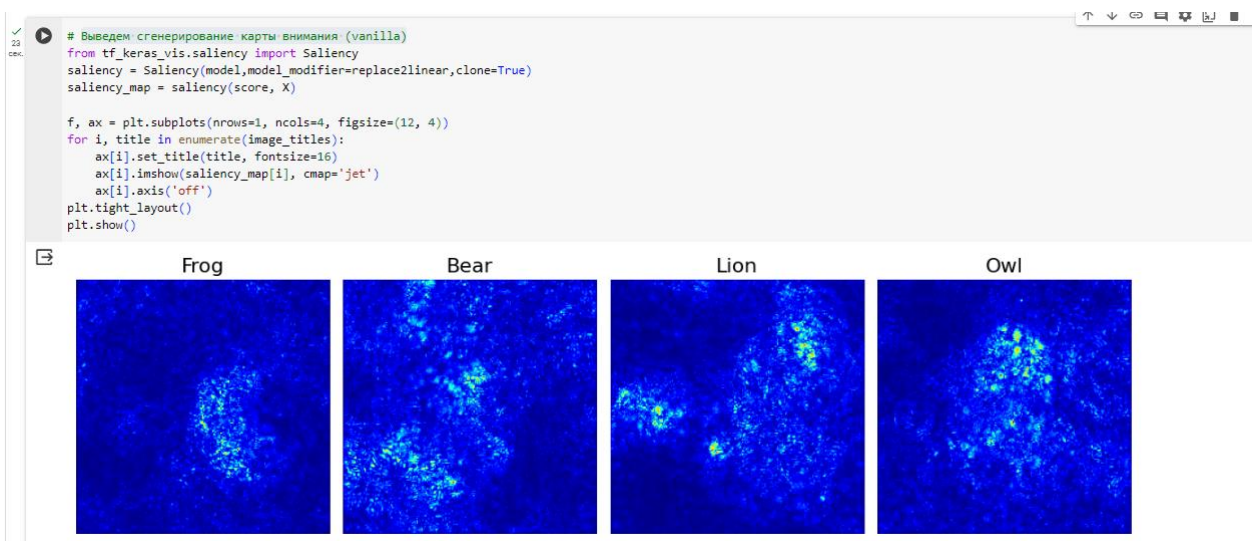 23
сек.
# Выведем сгенерирование карты внимания (vanilla)
from tf_keras_vis.saliency import Saliency
saliency = Saliency(model,model_modifier=replace2linear,clone=True)
saliency_map = saliency(score, X)
f, ax = plt.subplots(nrows=1, ncols=4, figsize=(12, 4))
for i, title in enumerate(image_titles):
    ax[i].set_title(title, fontsize=16)
    ax[i].imshow(saliency_map[i], cmap='jet')
    ax[i].axis('off')
plt.tight_layout()
plt.show()
Frog Bear Lion Owl